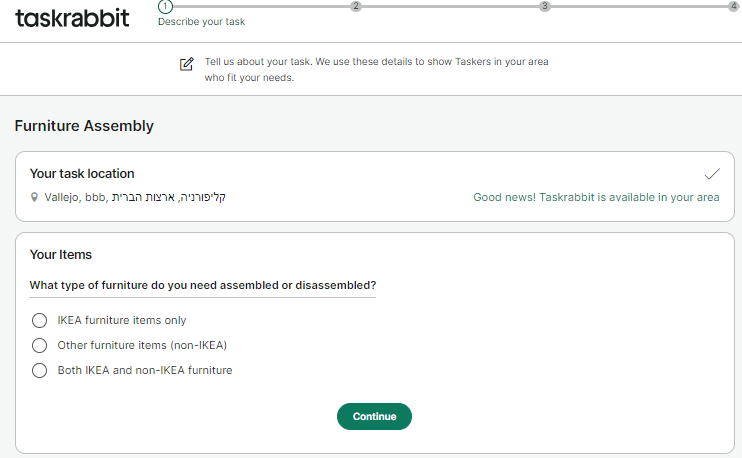 taskrabbit
1 2 3 4
Describe your task
Tell us about your task. We use these details to show Taskers in your area
who fit your needs.
Furniture Assembly
Your task location
Vallejo, bbb, קליפורניה, ארצות הברית
Good news! Taskrabbit is available in your area
Your Items
What type of furniture do you need assembled or disassembled?
IKEA furniture items only
Other furniture items (non-IKEA)
Both IKEA and non-IKEA furniture
Continue